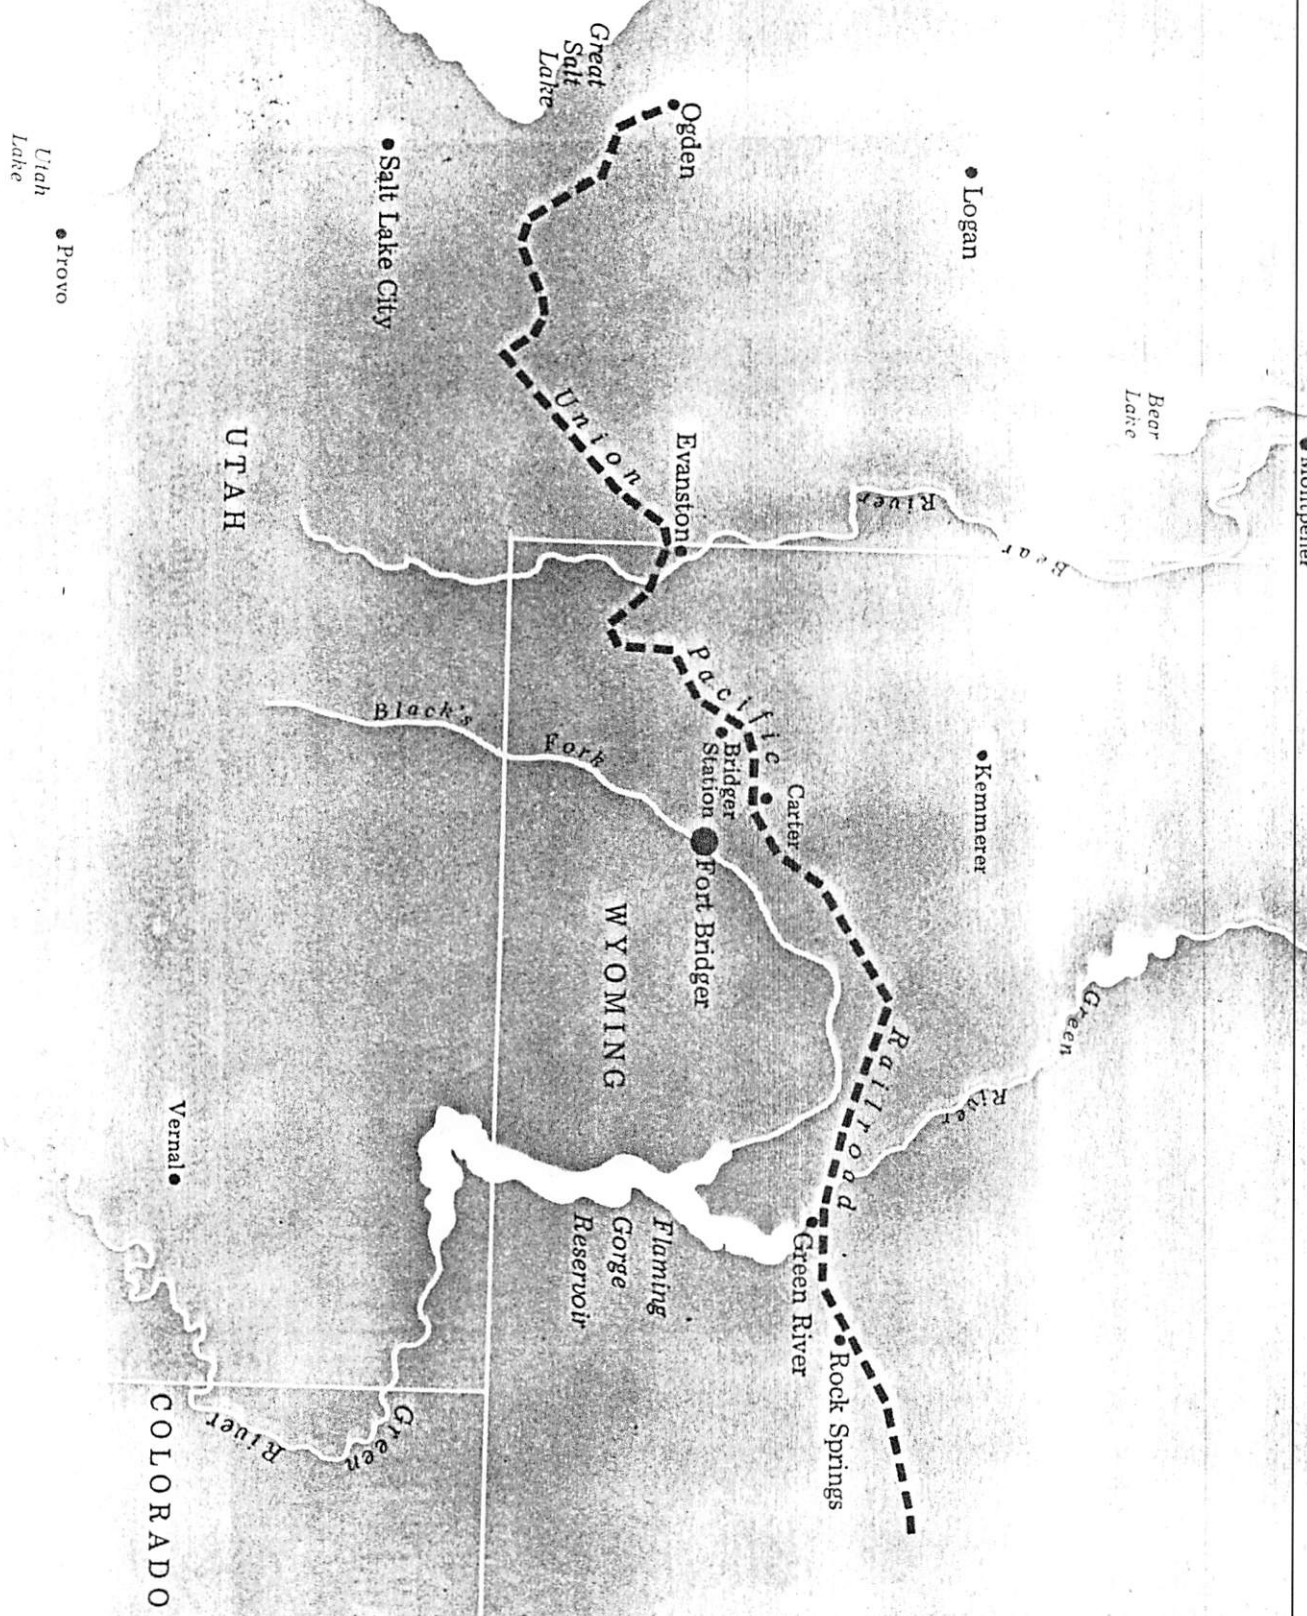 Montpelier
Bear
Lake
Bear
River
Green
River
Logan
Kemmerer
Great
Salt
Lake
Ogden
Evanston
Union
Pacific
Railroad
Carter
Bridger
Station
Fort Bridger
Green River
Rock Springs
WYOMING
Flaming
Gorge
Reservoir
Black's
Fork
Salt Lake City
UTAH
Green
River
Vernal
COLORADO
Utah
Lake
Provo